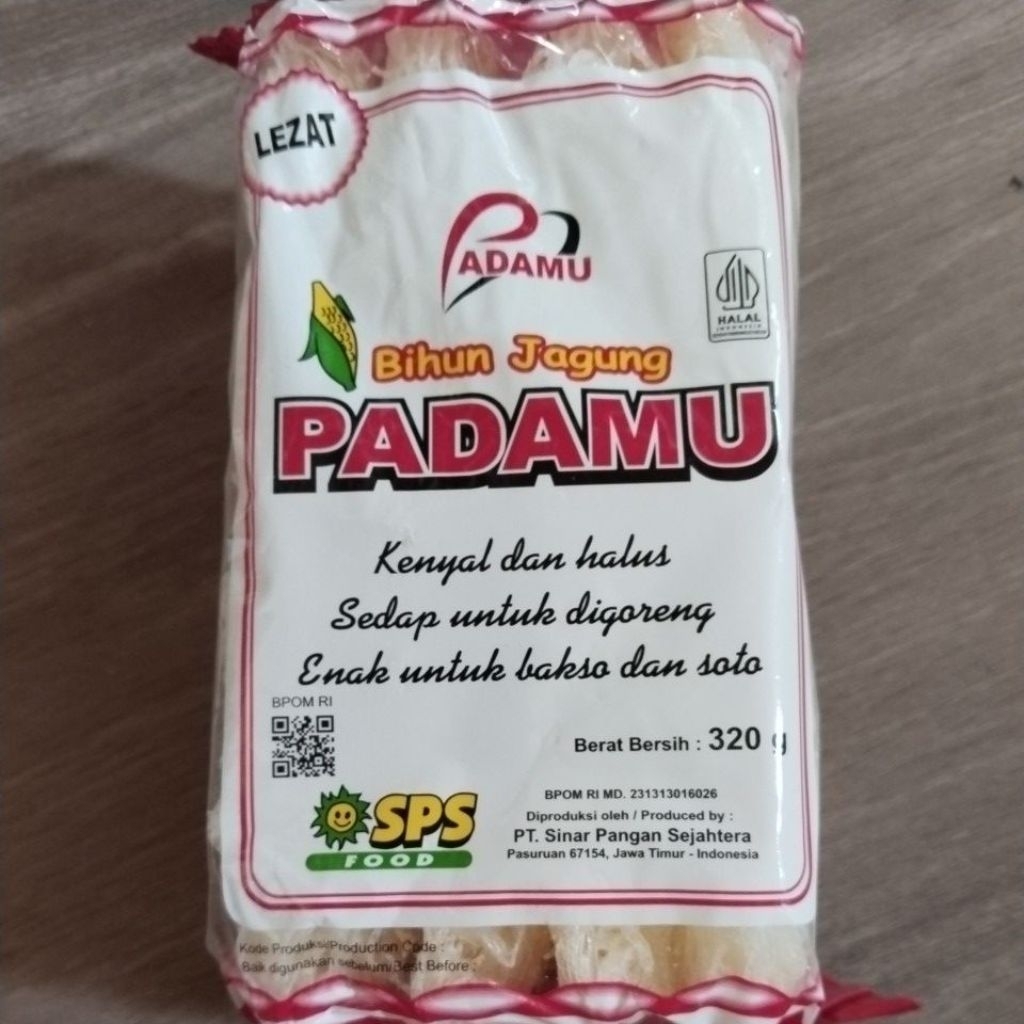 LEZAT
PADAMU
HALAL
INDONESIA
Bihun Jagung
PADAMU
Kenyal dan halus
Sedap untuk digoreng
Enak untuk bakso dan soto
BPOM RI
Berat Bersih : 320 g
BPOM RI MD. 231313016026
Diproduksi oleh / Produced by :
PT. Sinar Pangan Sejahtera
Pasuruan 67154, Jawa Timur - Indonesia
SPS
FOOD
Kode Produksi/Production Code :
Baik digunakan sebelum/Best Before :